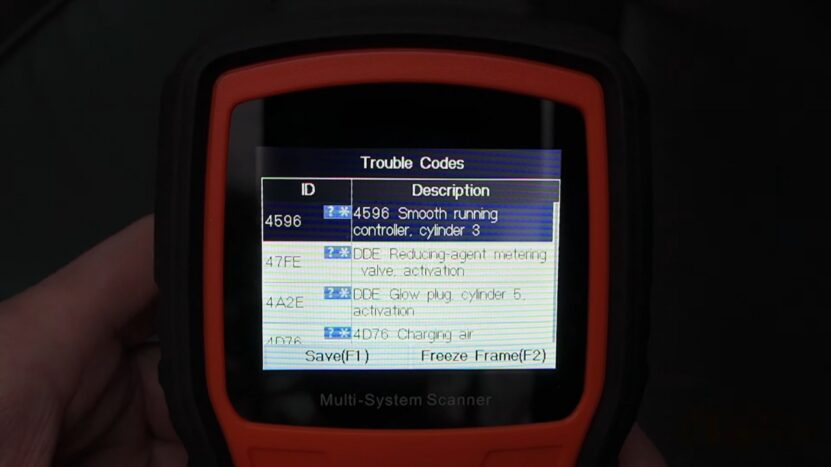 Trouble Codes
ID Description
4596 ? * 4596 Smooth running
controller, cylinder 3
47FE ? * DDE Reducing-agent metering
valve, activation
4A2E ? * DDE Glow plug, cylinder 5,
activation
4D76 ? * 4D76 Charging air
Save(F1) Freeze Frame(F2)
Multi-System Scanner